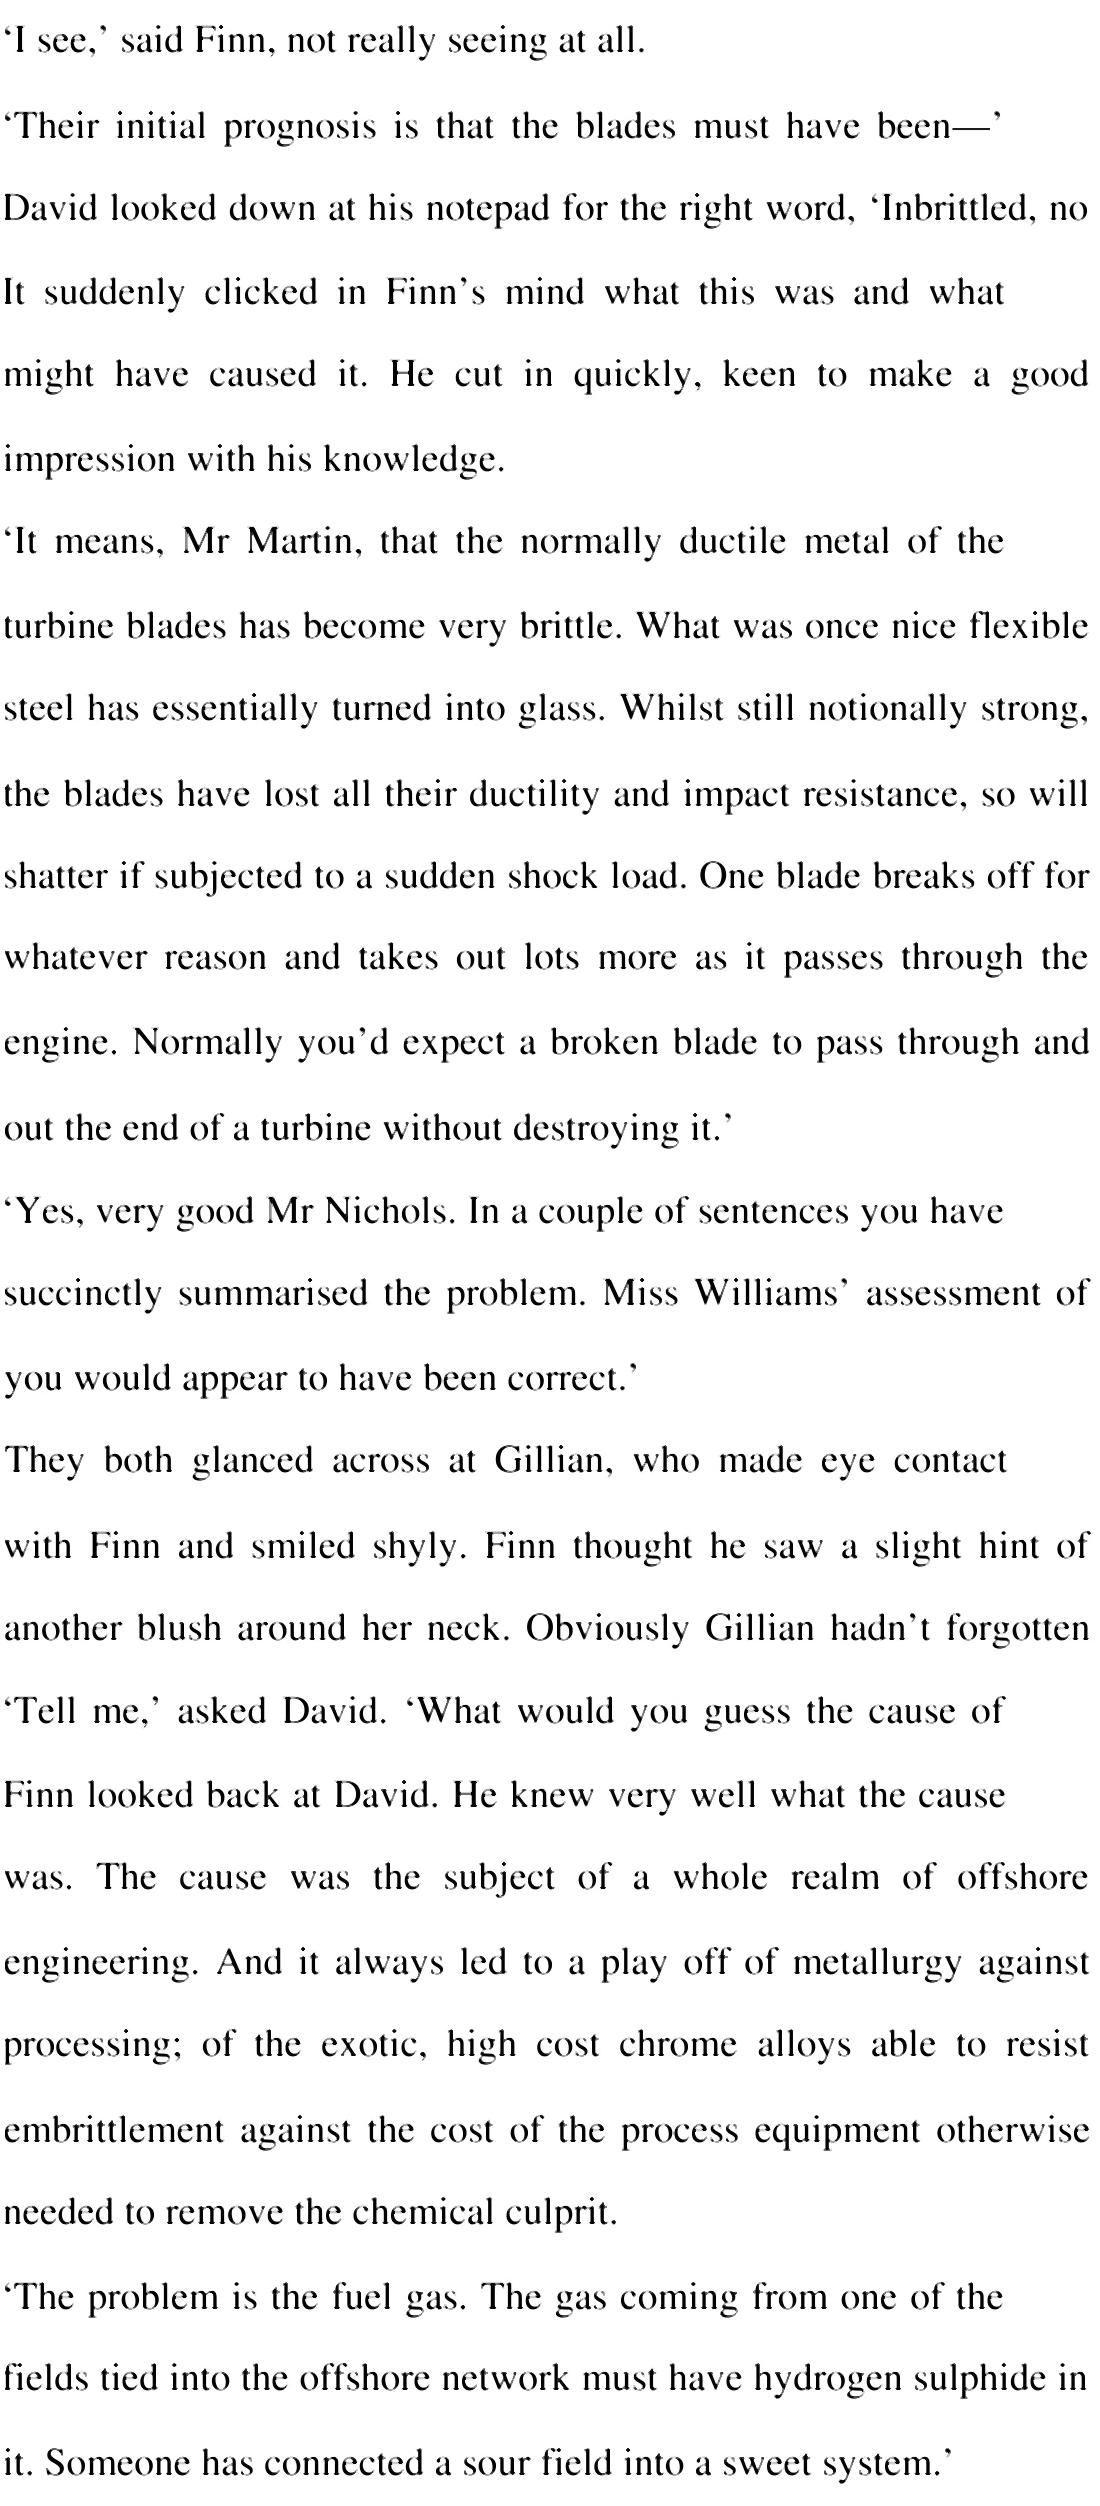 ‘I see,’ said Finn, not really seeing at all.
‘Their initial prognosis is that the blades must have been—’
David looked down at his notepad for the right word, ‘Inbrittled, no
It suddenly clicked in Finn’s mind what this was and what
might have caused it. He cut in quickly, keen to make a good
impression with his knowledge.
‘It means, Mr Martin, that the normally ductile metal of the
turbine blades has become very brittle. What was once nice flexible
steel has essentially turned into glass. Whilst still notionally strong,
the blades have lost all their ductility and impact resistance, so will
shatter if subjected to a sudden shock load. One blade breaks off for
whatever reason and takes out lots more as it passes through the
engine. Normally you’d expect a broken blade to pass through and
out the end of a turbine without destroying it.’
‘Yes, very good Mr Nichols. In a couple of sentences you have
succinctly summarised the problem. Miss Williams’ assessment of
you would appear to have been correct.’
They both glanced across at Gillian, who made eye contact
with Finn and smiled shyly. Finn thought he saw a slight hint of
another blush around her neck. Obviously Gillian hadn’t forgotten
‘Tell me,’ asked David. ‘What would you guess the cause of
Finn looked back at David. He knew very well what the cause
was. The cause was the subject of a whole realm of offshore
engineering. And it always led to a play off of metallurgy against
processing; of the exotic, high cost chrome alloys able to resist
embrittlement against the cost of the process equipment otherwise
needed to remove the chemical culprit.
‘The problem is the fuel gas. The gas coming from one of the
fields tied into the offshore network must have hydrogen sulphide in
it. Someone has connected a sour field into a sweet system.’